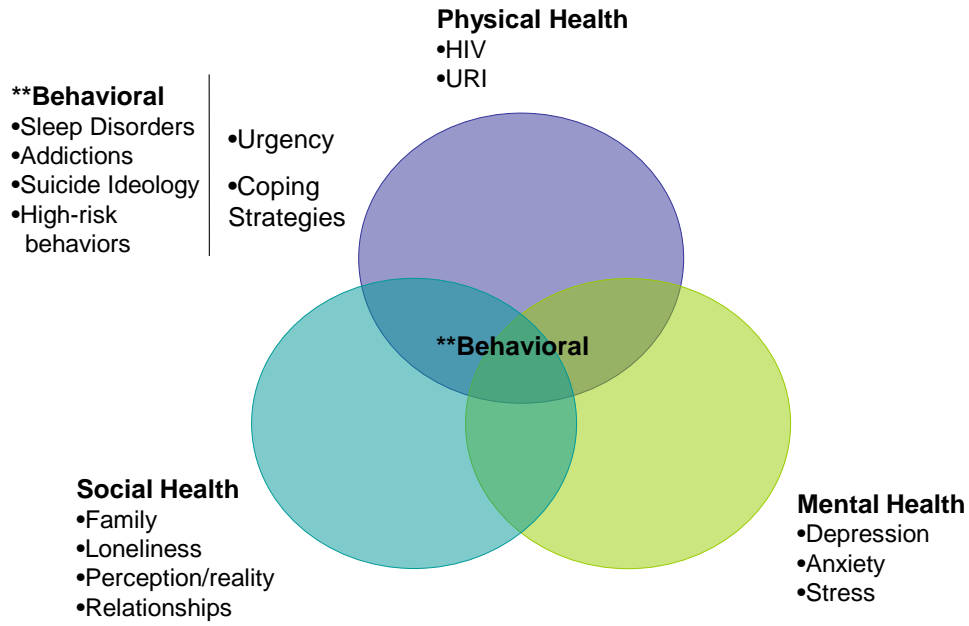 Physical Health
•HIV
•URI
**Behavioral
•Sleep Disorders
•Addictions
•Suicide Ideology
•High-risk
behaviors
•Urgency
•Coping
Strategies
**Behavioral
Social Health
•Family
•Loneliness
•Perception/reality
•Relationships
Mental Health
•Depression
•Anxiety
•Stress